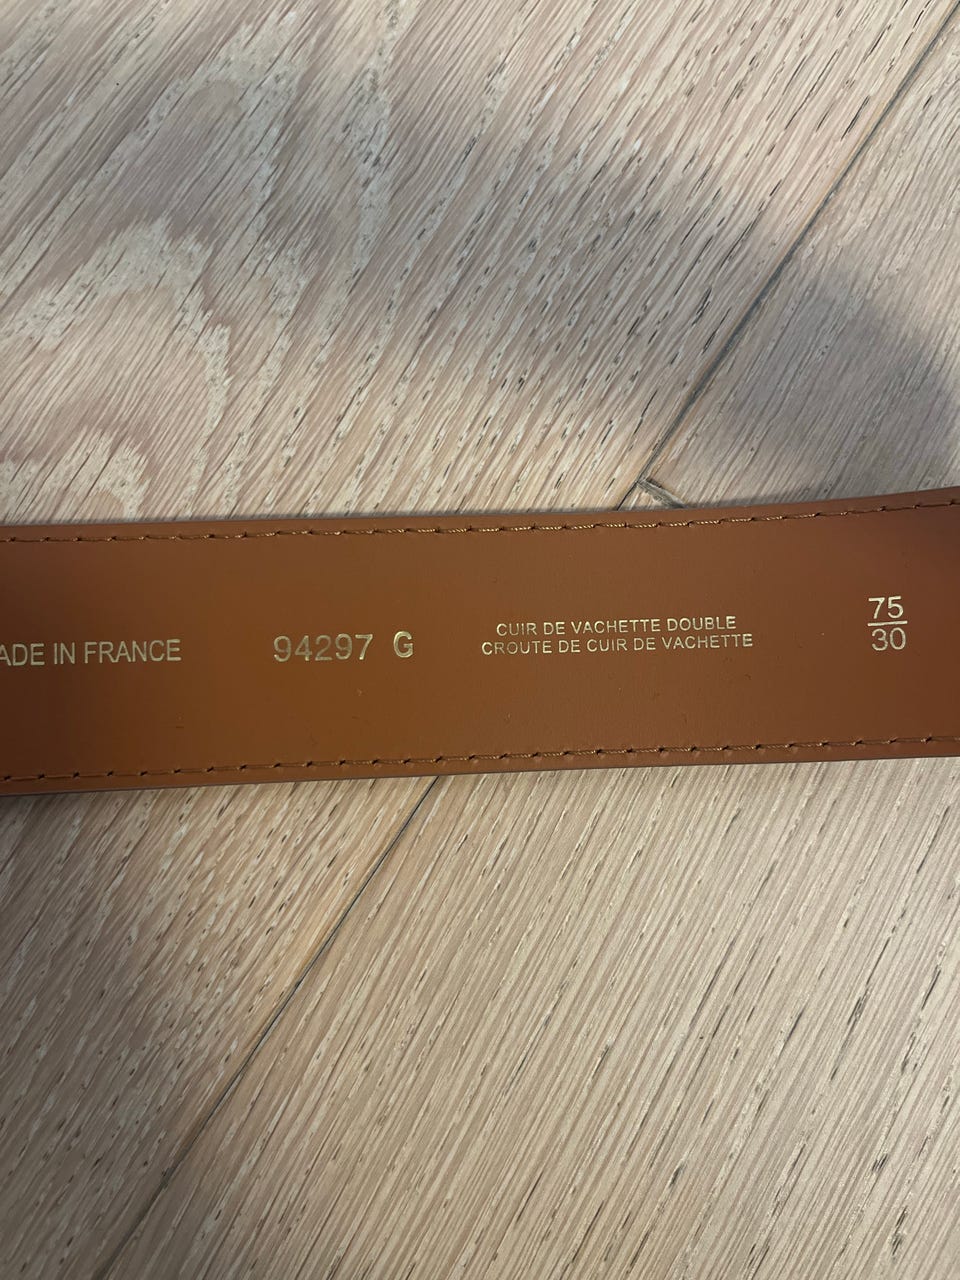 ADE IN FRANCE
94297 G
CUIR DE VACHETTE DOUBLE
CROUTE DE CUIR DE VACHETTE
75
30